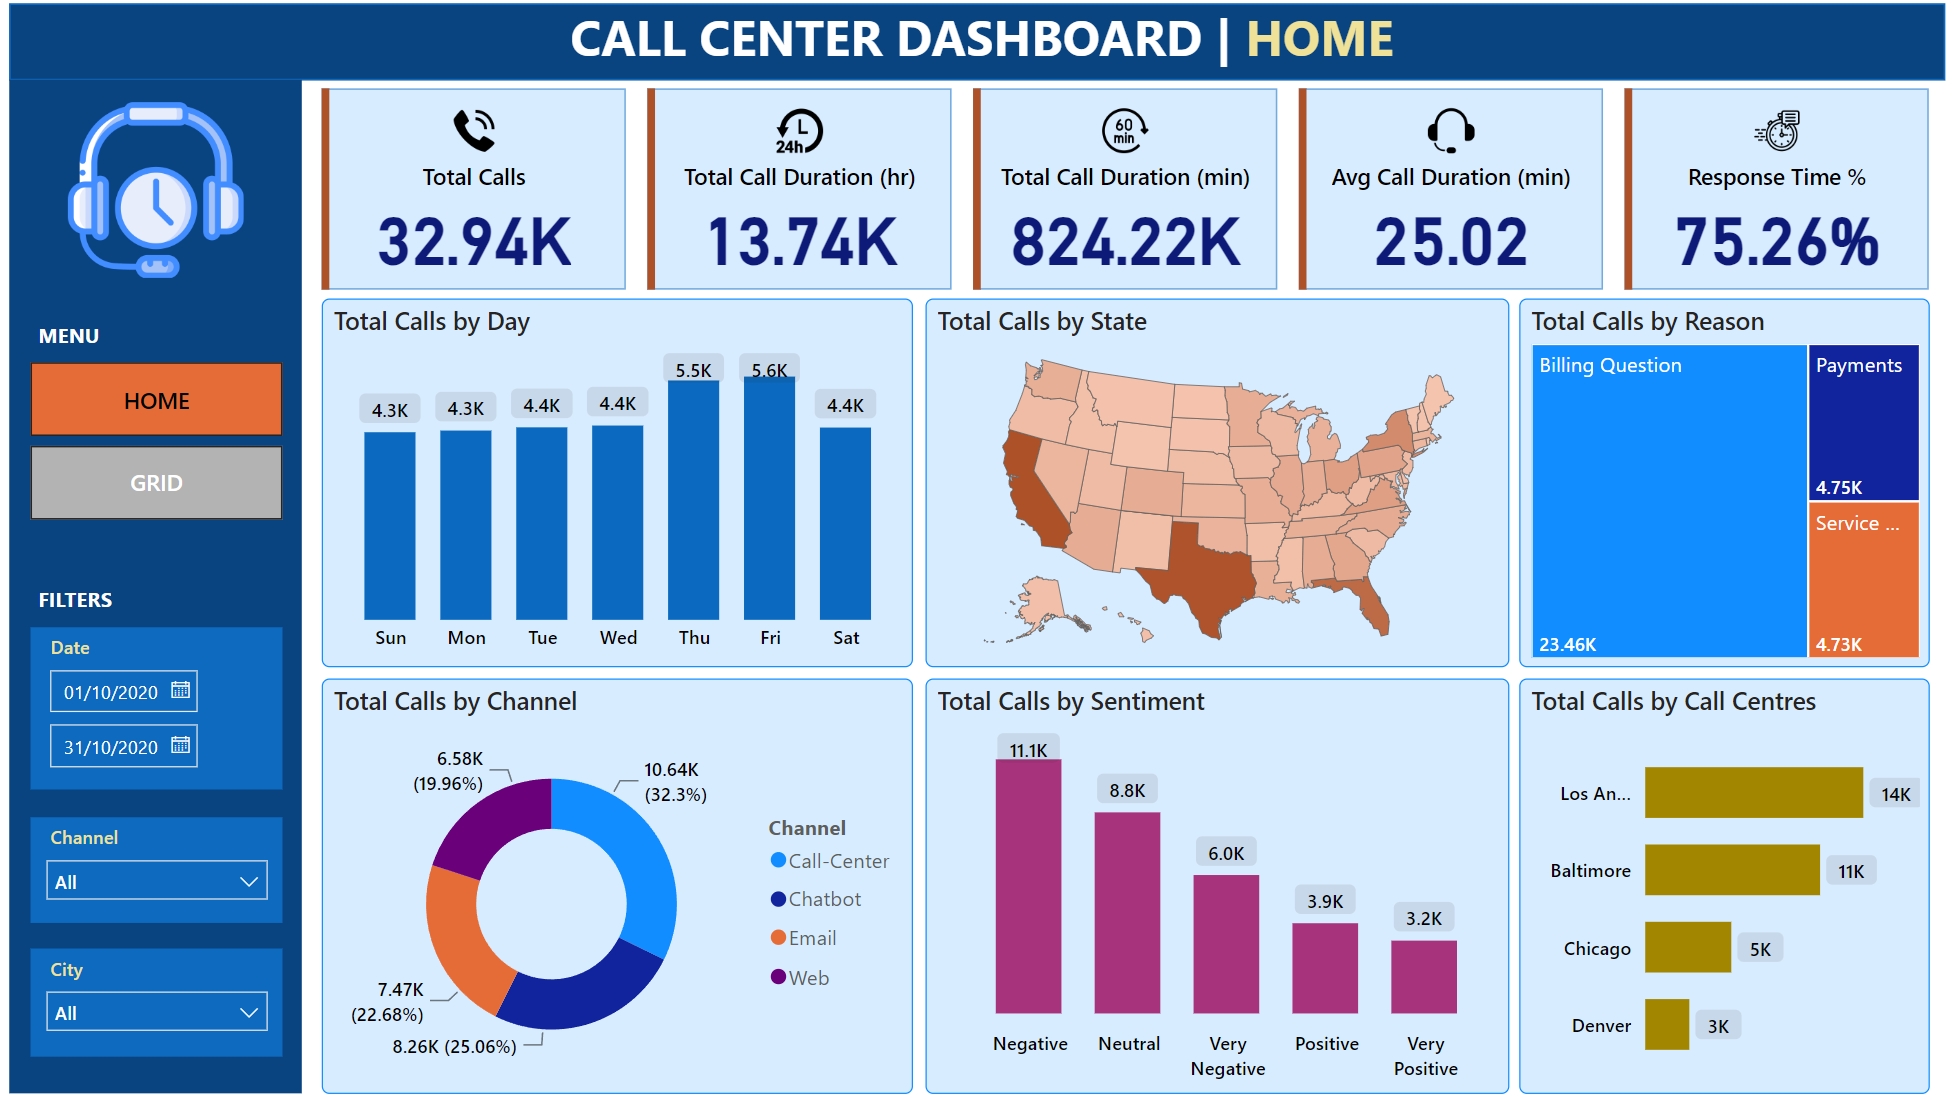 CALL CENTER DASHBOARD | HOME
MENU
HOME
GRID
FILTERS
Date
01/10/2020
31/10/2020
Channel
All
City
All
Total Calls
32.94K
24h
Total Call Duration (hr)
13.74K
60
min
Total Call Duration (min)
824.22K
Avg Call Duration (min)
25.02
Response Time %
75.26%
Total Calls by Day
4.3K 4.3K 4.4K 4.4K 5.5K 5.6K 4.4K
Sun Mon Tue Wed Thu Fri Sat
Total Calls by State
Total Calls by Reason
Billing Question
23.46K
Payments
4.75K
Service ...
4.73K
Total Calls by Channel
6.58K
(19.96%)
10.64K
(32.3%)
7.47K
(22.68%)
8.26K (25.06%)
Channel
Call-Center
Chatbot
Email
Web
Total Calls by Sentiment
11.1K 8.8K 6.0K 3.9K 3.2K
Negative Neutral Very Negative Positive Very Positive
Total Calls by Call Centres
Los An... 14K
Baltimore 11K
Chicago 5K
Denver 3K